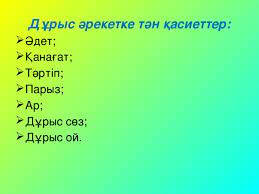 Дұрыс әрекетке тән қасиеттер:
Әдет;
Қанағат;
Тәртіп;
Парыз;
Ар;
Дұрыс сөз;
Дұрыс ой.